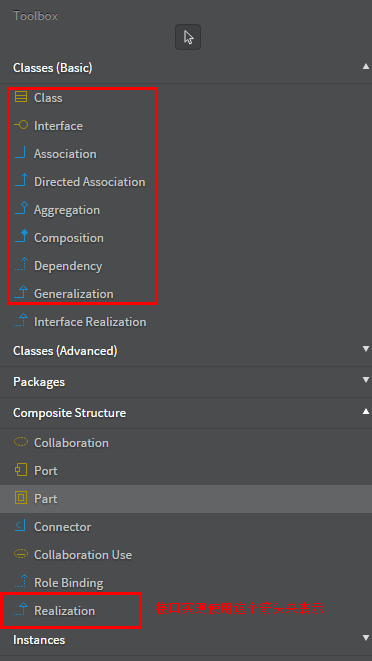 Toolbox
Classes (Basic)
Class
Interface
Association
Directed Association
Aggregation
Composition
Dependency
Generalization
Interface Realization
Classes (Advanced)
Packages
Composite Structure
Collaboration
Port
Part
Connector
Collaboration Use
Role Binding
Realization
Instances